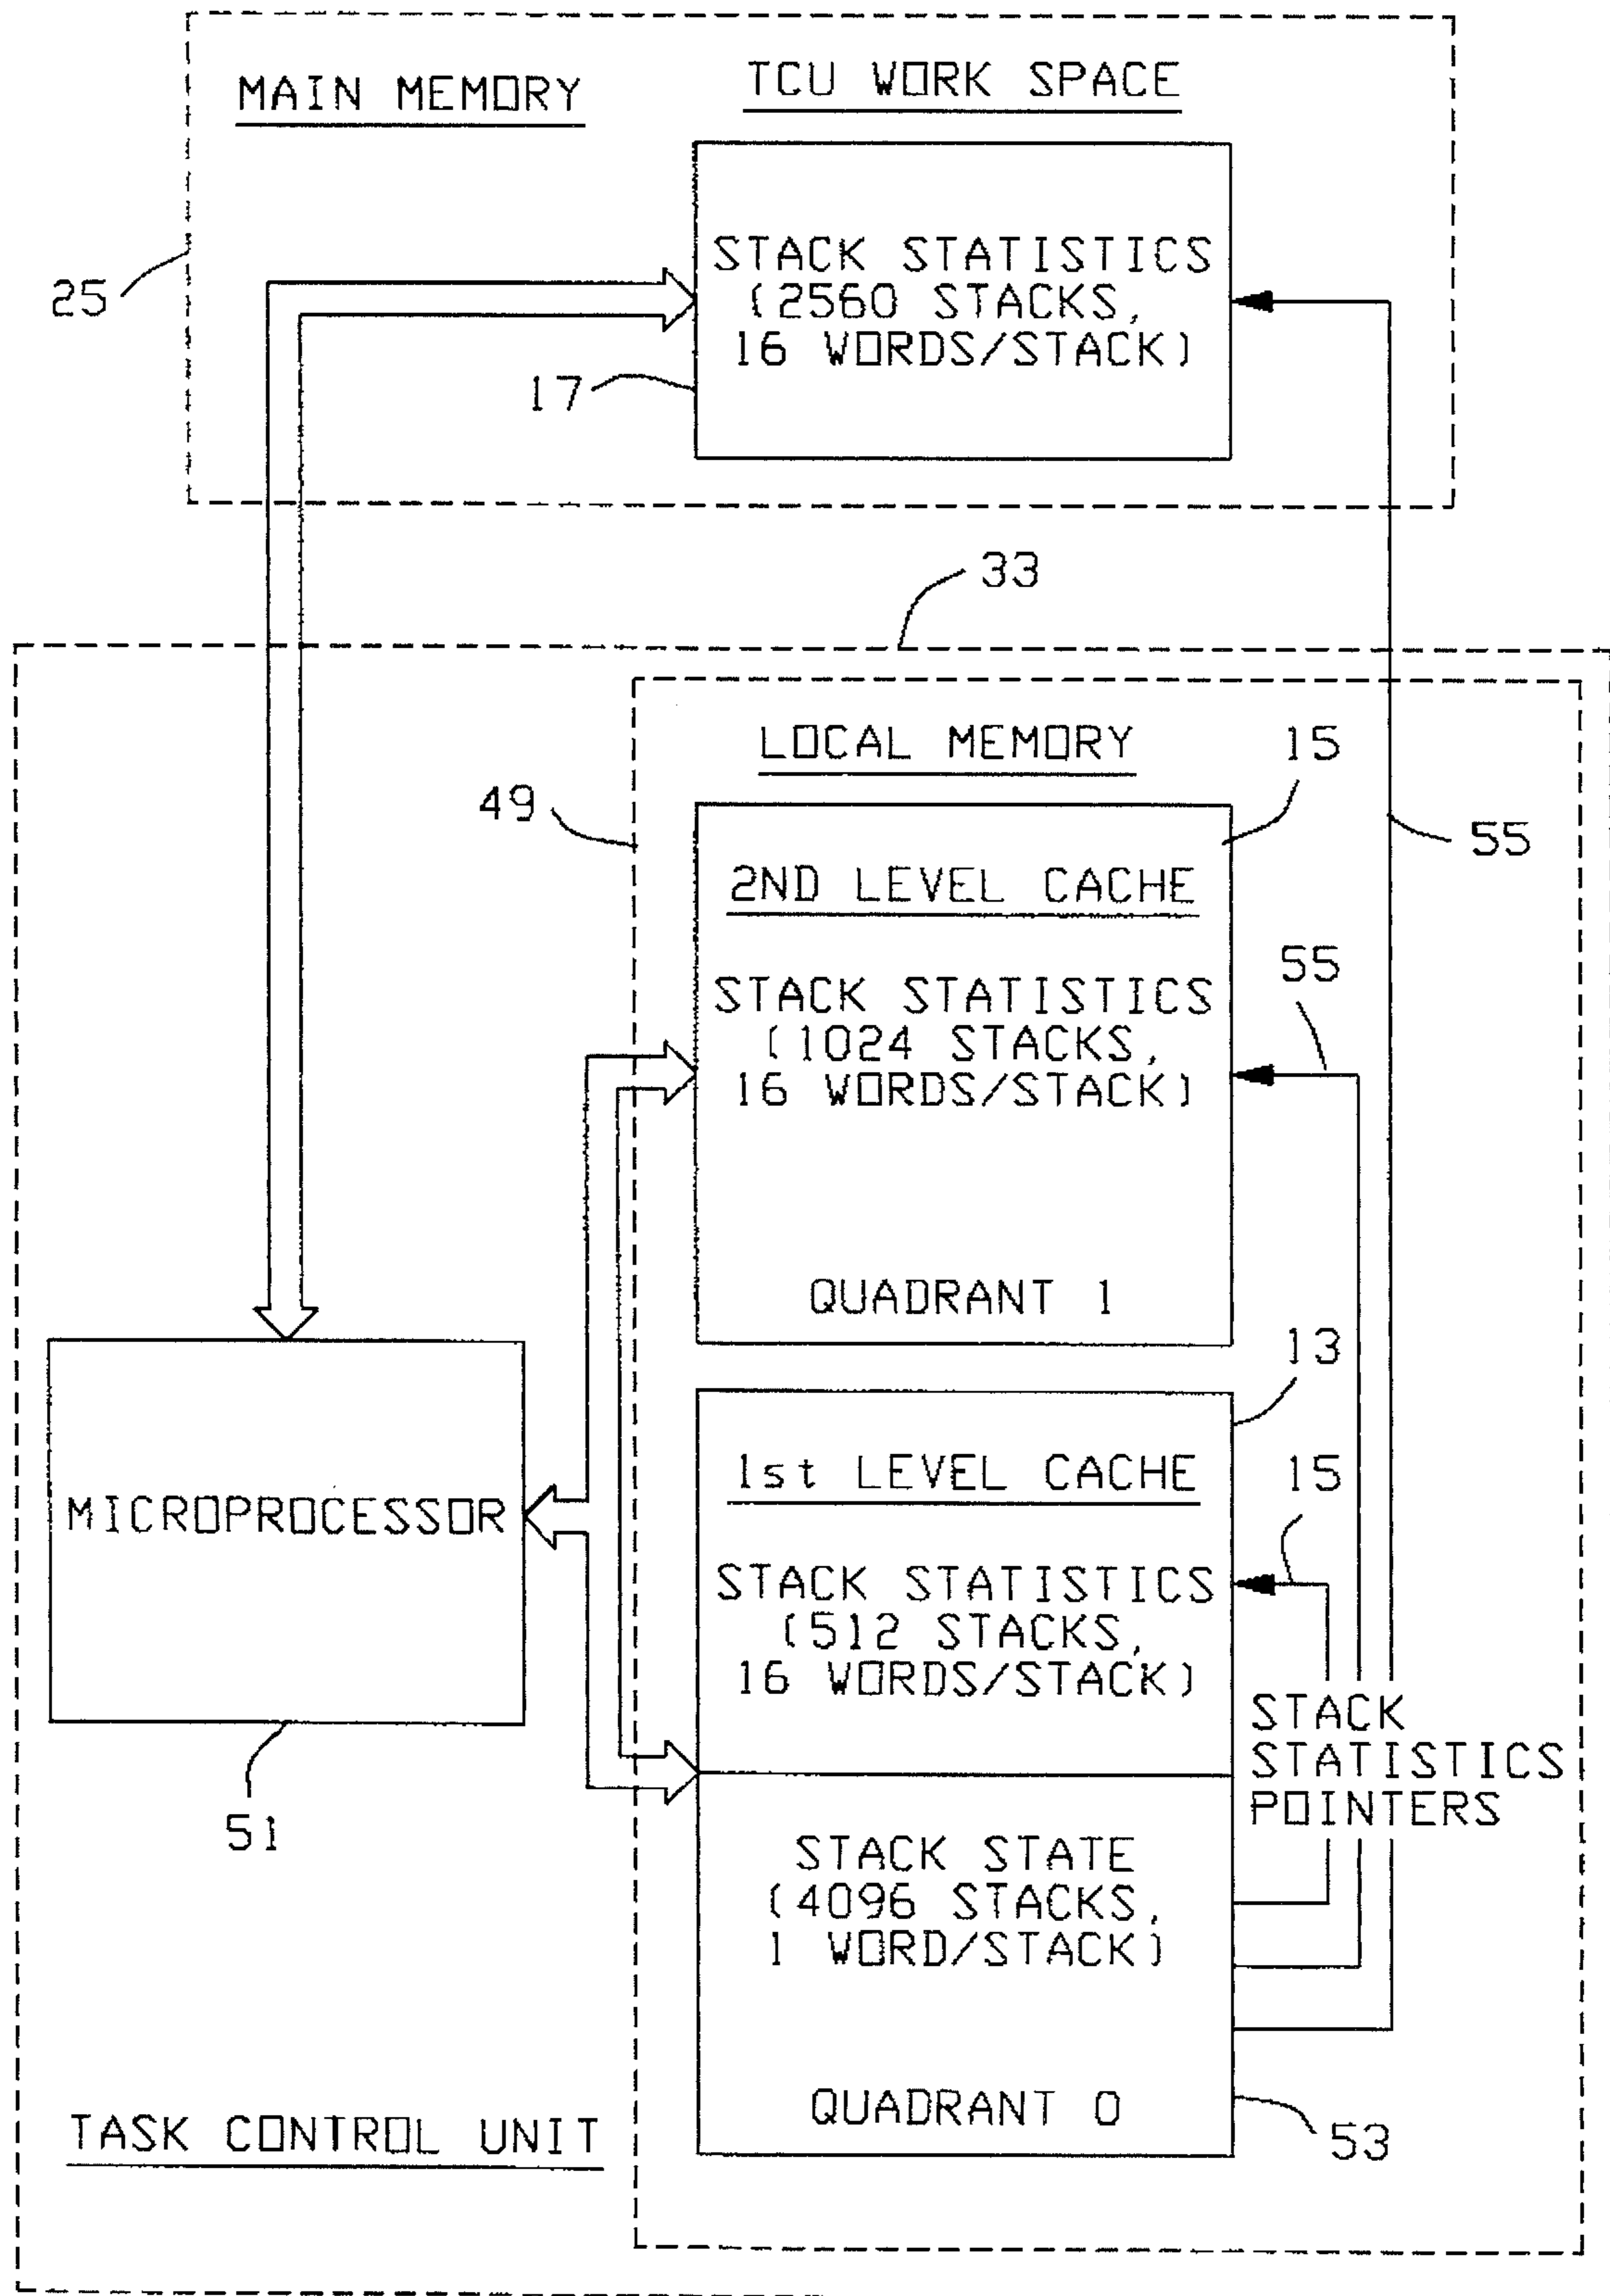 MAIN MEMORY
TCU WORK SPACE
STACK STATISTICS
(2560 STACKS,
16 WORDS/STACK)
25
17
33
LOCAL MEMORY
15
49
55
2ND LEVEL CACHE
STACK STATISTICS
(1024 STACKS,
16 WORDS/STACK)
55
QUADRANT 1
13
1st LEVEL CACHE
15
MICROPROCESSOR
STACK STATISTICS
(512 STACKS,
16 WORDS/STACK)
STACK
STATISTICS
POINTERS
51
STACK STATE
(4096 STACKS,
1 WORD/STACK)
QUADRANT 0
53
TASK CONTROL UNIT